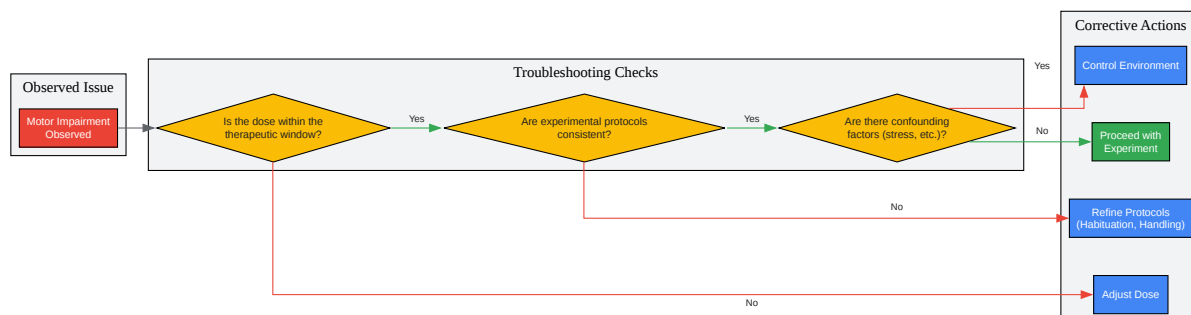 Corrective Actions
Troubleshooting Checks
Observed Issue
Motor Impairment
Observed
Is the dose within the
therapeutic window?
Yes
Are experimental protocols
consistent?
Yes
Are there confounding
factors (stress, etc.)?
Yes
Control Environment
No
Proceed with
Experiment
No
Refine Protocols
(Habituation, Handling)
No
Adjust Dose